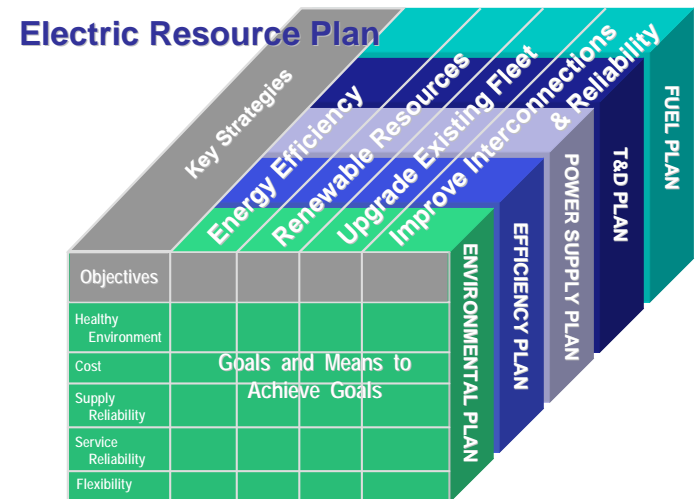 Electric Resource Plan
Key Strategies
Energy Efficiency
Renewable Resources
Upgrade Existing Fleet
Improve Interconnections
& Reliability
FUEL PLAN
T&D PLAN
POWER SUPPLY PLAN
EFFICIENCY PLAN
ENVIRONMENTAL PLAN
Objectives
Healthy
Environment
Cost
Supply
Reliability
Service
Reliability
Flexibility
Goals and Means to
Achieve Goals